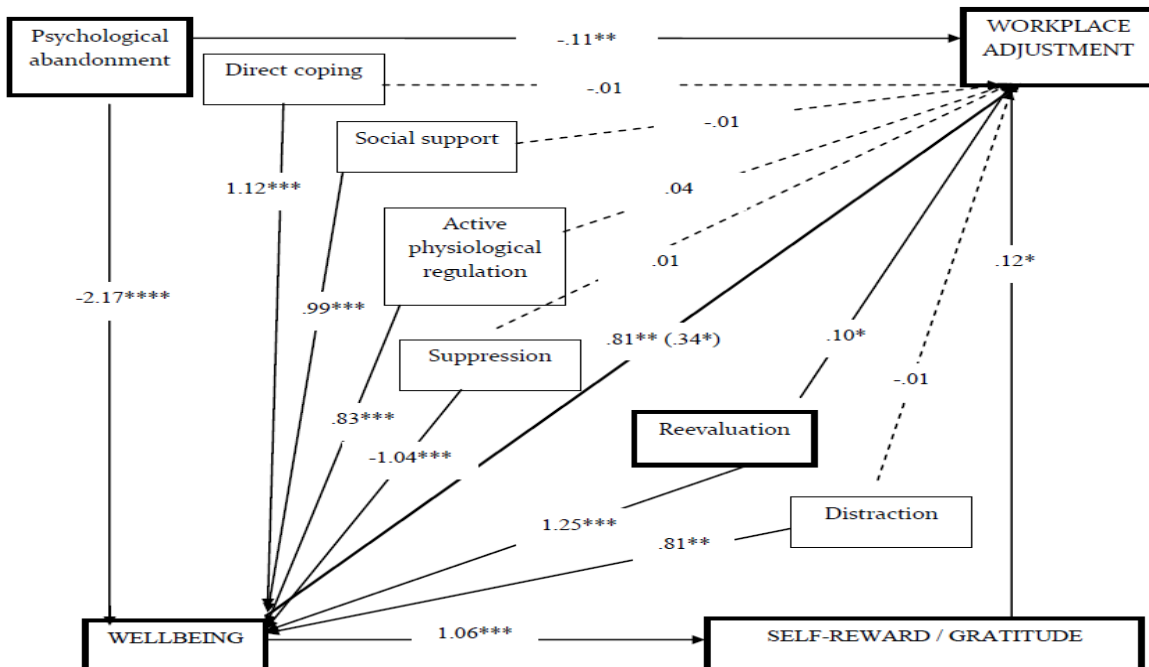 Psychological
abandonment
-.11**
WORKPLACE
ADJUSTMENT
Direct coping
-.01
Social support
-.01
1.12***
.04
Active
physiological
regulation
.01
.12*
-2.17****
.99***
.81** (.34*)
.10*
Suppression
-.01
.83***
Reevaluation
-1.04***
1.25***
Distraction
.81**
WELLBEING
1.06***
SELF-REWARD / GRATITUDE